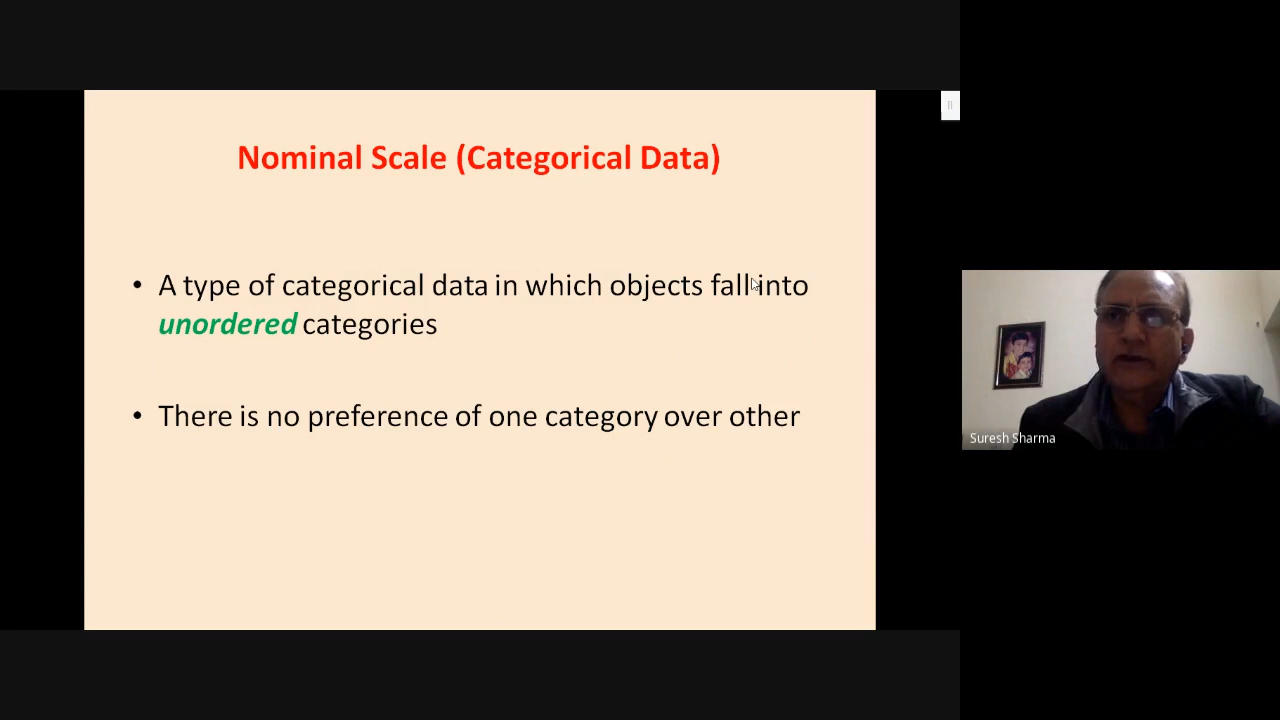 Nominal Scale (Categorical Data)
• A type of categorical data in which objects fall into
unordered categories
• There is no preference of one category over other
Suresh Sharma